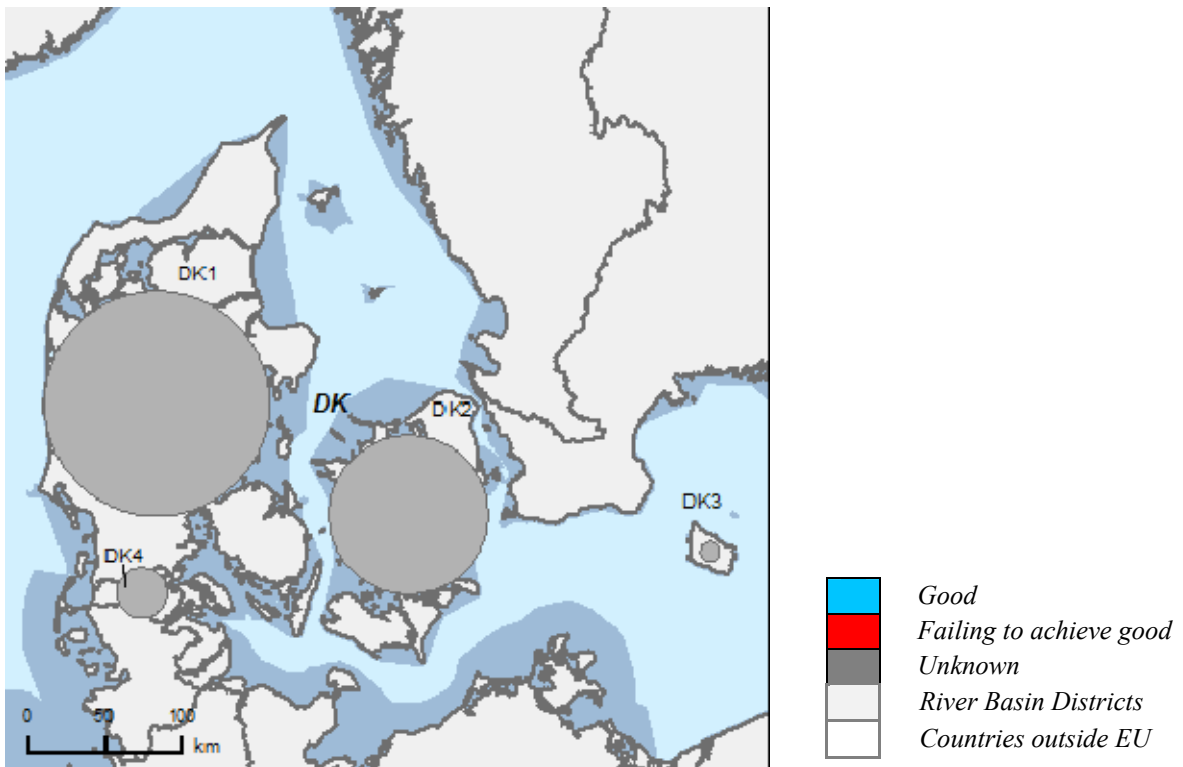 DK1
DK
DK2
DK3
DK4
0 50 100
km
Good
Failing to achieve good
Unknown
River Basin Districts
Countries outside EU